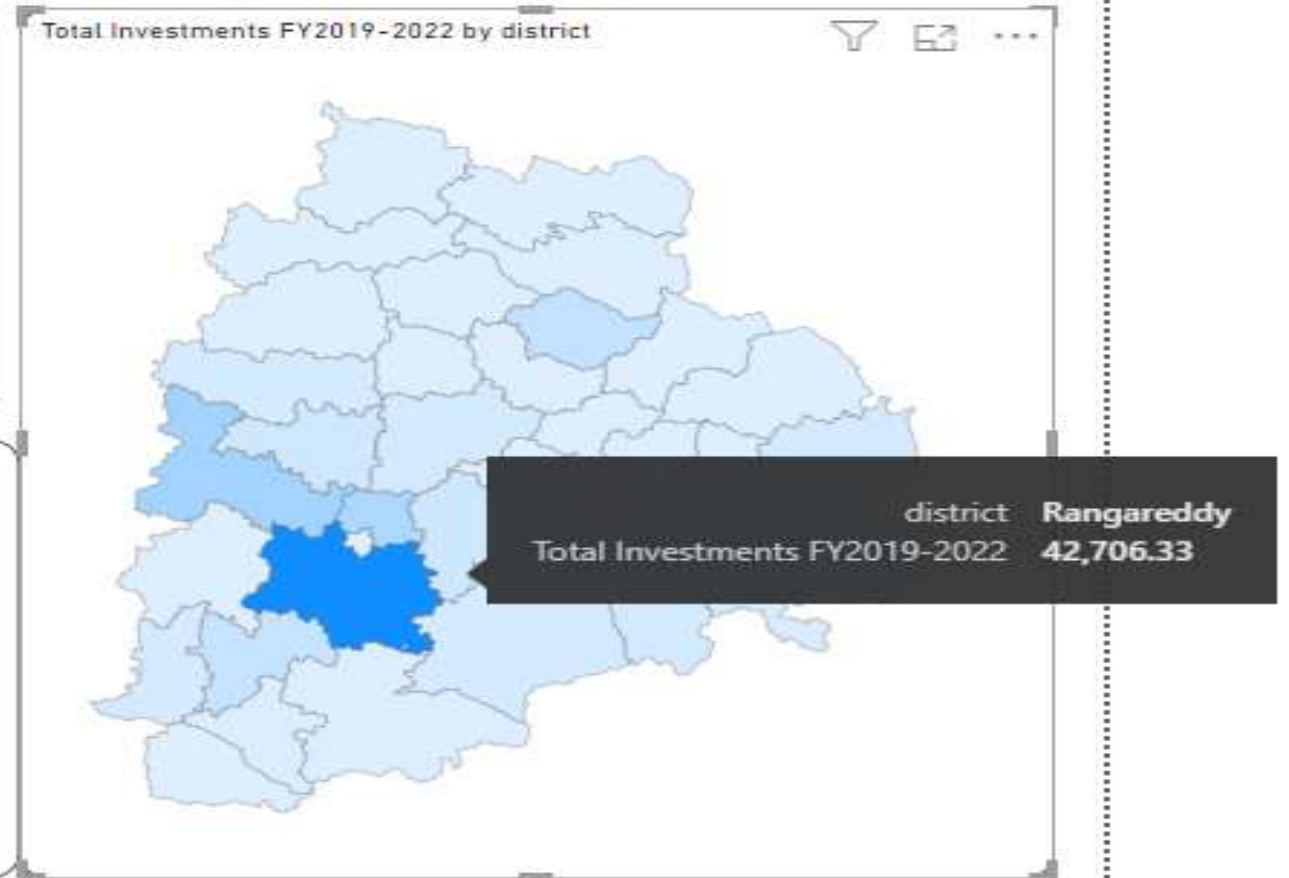 Total Investments FY2019-2022 by district
district Rangareddy
Total Investments FY2019-2022 42,706.33